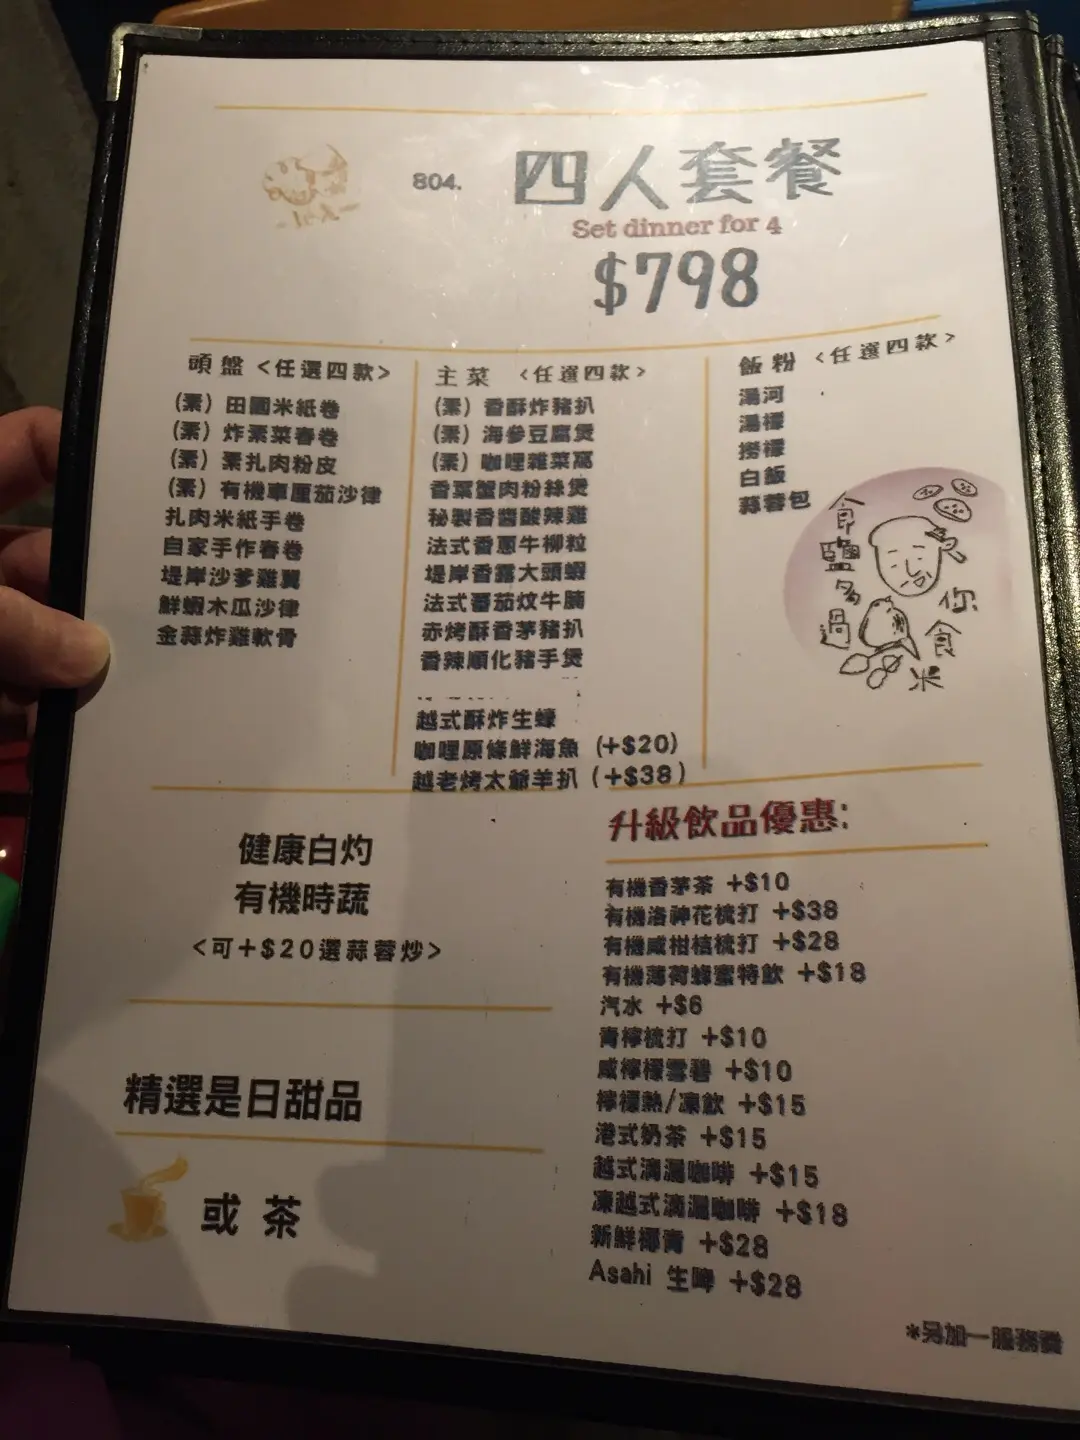 804.
四人套餐
Set dinner for 4
$798
頭盤 <任選四款>
(素) 田園米紙卷
(素) 炸素菜春卷
(素) 素扎肉粉皮
(素) 有機車厘茄沙律
扎肉米紙手卷
自家手作春卷
堤岸沙爹雞翼
鮮蝦木瓜沙律
金蒜炸雞軟骨
主菜 <任選四款>
(素) 香酥炸豬扒
(素) 海參豆腐煲
(素) 咖哩雜菜窩
香葉蟹肉粉絲煲
秘製香醬酸辣雞
法式香蔥牛柳粒
堤岸香露大頭蝦
法式番茄炆牛腩
赤烤酥香茅豬扒
香辣順化豬手煲
越式酥炸生蠔
咖哩原條鮮海魚 (+$20)
越老烤太爺羊扒 (+$38)
飯粉 <任選四款>
湯河
湯檬
撈檬
白飯
蒜蓉包
食鹽多過
你食米
健康白灼
有機時蔬
<可+$20選蒜蓉炒>
精選是日甜品
或 茶
升級飲品優惠:
有機香茅茶 +$10
有機洛神花梳打 +$38
有機咸柑桔梳打 +$28
有機薄荷蜂蜜特飲 +$18
汽水 +$6
青檸梳打 +$10
咸檸檬雪碧 +$10
檸檬熱/凍飲 +$15
港式奶茶 +$15
越式滴漏咖啡 +$15
凍越式滴漏咖啡 +$18
新鮮椰青 +$28
Asahi 生啤 +$28
*另加一服務費